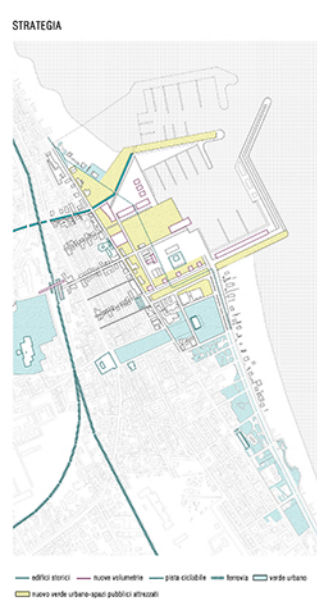 STRATEGIA
edifici storici nuove volumetrie pista ciclabile ferrovia verde urbano
nuovo verde urbano-spazi pubblici attrezzati